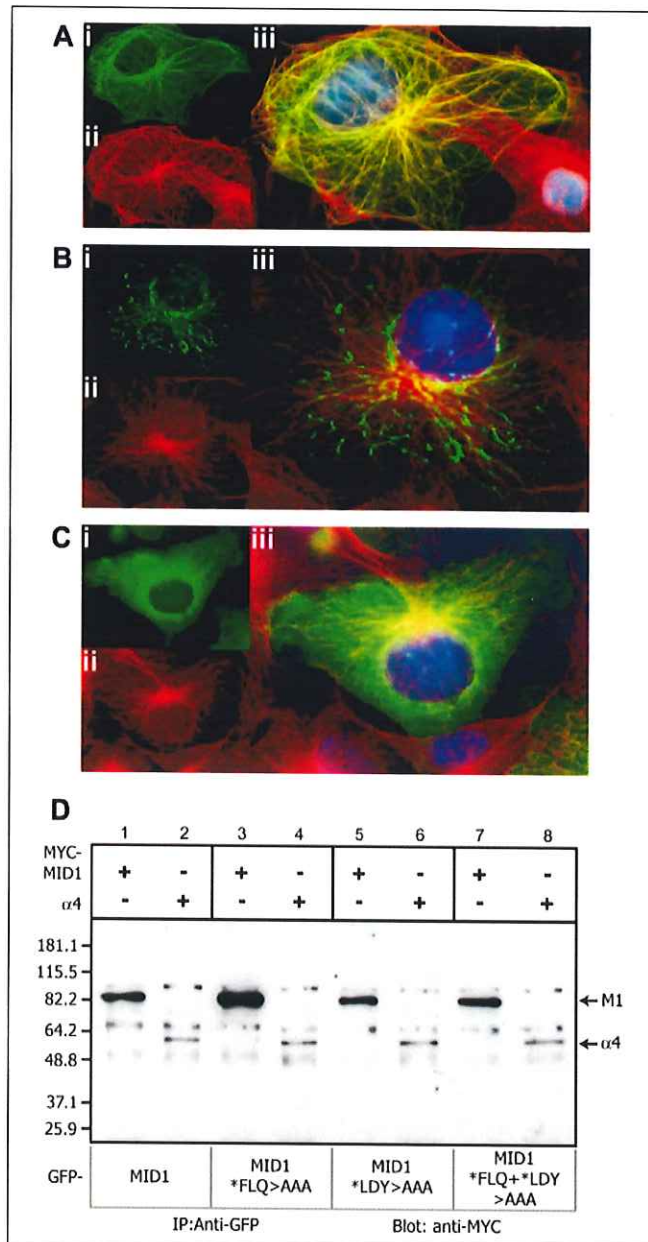 A
i
iii
ii
B
i
iii
ii
C
i
iii
ii
D
1 2 3 4 5 6 7 8
MYC-
MID1 + - + - + - + -
α4 - + - + - + - +
181.1
115.5
82.2
64.2
48.8
37.1
25.9
←M1
←α4
GFP-
MID1
MID1 *FLQ>AAA
MID1 *LDY>AAA
MID1 *FLQ+*LDY >AAA
IP:Anti-GFP Blot: anti-MYC